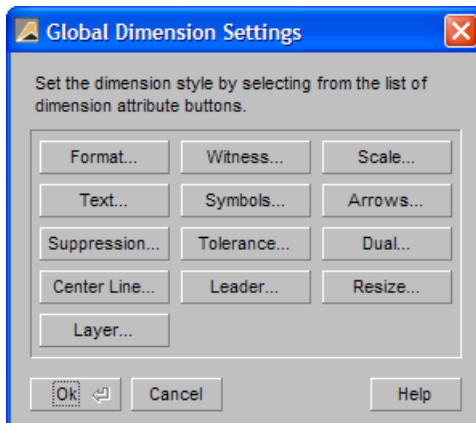 Global Dimension Settings
Set the dimension style by selecting from the list of
dimension attribute buttons.
Format... Witness... Scale...
Text... Symbols... Arrows...
Suppression... Tolerance... Dual...
Center Line... Leader... Resize...
Layer...
Ok Cancel Help